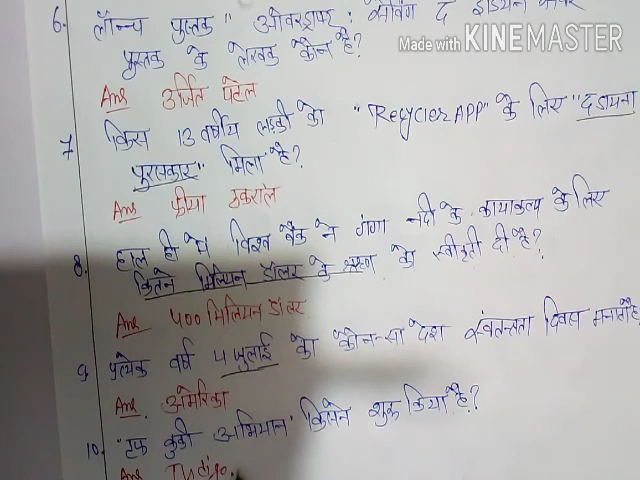 6. लॉन्च पुस्तक "ओवरड्राफ्ट: सेविंग द इंडियन सेवर
Made with KINEMASTER
पुस्तक के लेखक कौन है?
Ans उर्जित पटेल
7 किस 13 वर्षीय लड़की को "Recycler APP" के लिए "द डायना
पुरस्कार" मिला है?
Ans फ्रीया ठकराल
8. हाल ही में विश्व बैंक ने गंगा नदी के कायाकल्प के लिए
कितने मिलियन डॉलर के ऋण को स्वीकृती दी है?
Ans 400 मिलियन डॉलर
9 प्रत्येक वर्ष 4 जुलाई को कौन-सा देश स्वतन्त्रता दिवस मनाता है
Ans. अमेरिका
10. अभियान" किसने शुरू किया है?
Ans